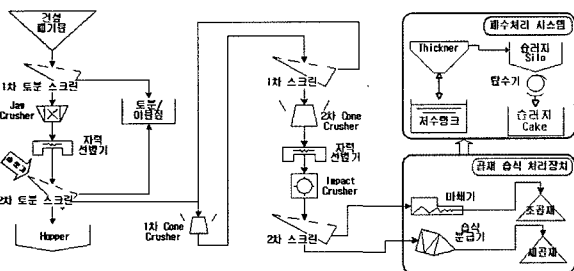 건설
폐기물
1차 토분 스크린
Jaw
Crusher
자력
선별기
2차 토분 스크린
Hopper
토분/
야적장
1차 Cone
Crusher
1차 스크린
2차 Cone
Crusher
자력
선별기
Impact
Crusher
2차 스크린
폐수처리 시스템
Thickner
슬러지
Silo
탈수기
저수탱크
슬러지
Cake
골재 습식 처리장치
마쇄기
조골재
습식
분급기
세골재